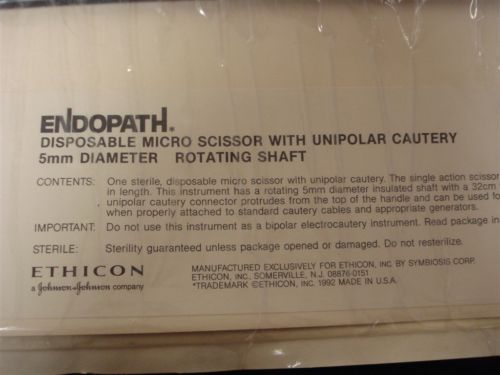 ENDOPATH.
DISPOSABLE MICRO SCISSOR WITH UNIPOLAR CAUTERY
5mm DIAMETER ROTATING SHAFT
CONTENTS: One sterile, disposable micro scissor with unipolar cautery. The single action scissor
in length. This instrument has a rotating 5mm diameter insulated shaft with a 32cm
unipolar cautery connector protrudes from the top of the handle and can be used fo
when properly attached to standard cautery cables and appropriate generators.
IMPORTANT: Do not use this instrument as a bipolar electrocautery instrument. Read package in
STERILE: Sterility guaranteed unless package opened or damaged. Do not resterilize.
ETHICON
a Johnson & Johnson company
MANUFACTURED EXCLUSIVELY FOR ETHICON, INC BY SYMBIOSIS CORP.
ETHICON, INC., SOMERVILLE, N.J. 08876-0151
*TRADEMARK ©ETHICON, INC. 1992 MADE IN U.S.A.